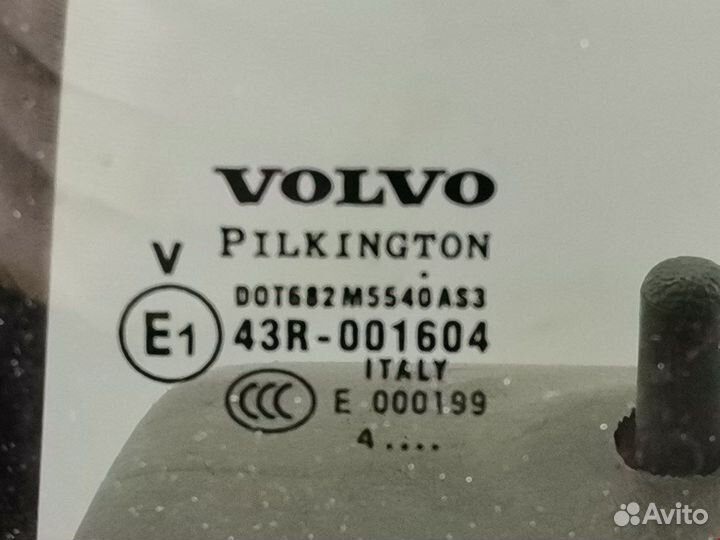 VOLVO
PILKINGTON
V
DOT682M5540AS3
E1 43R-001604
ITALY
CCC E 000199
4....
Avito